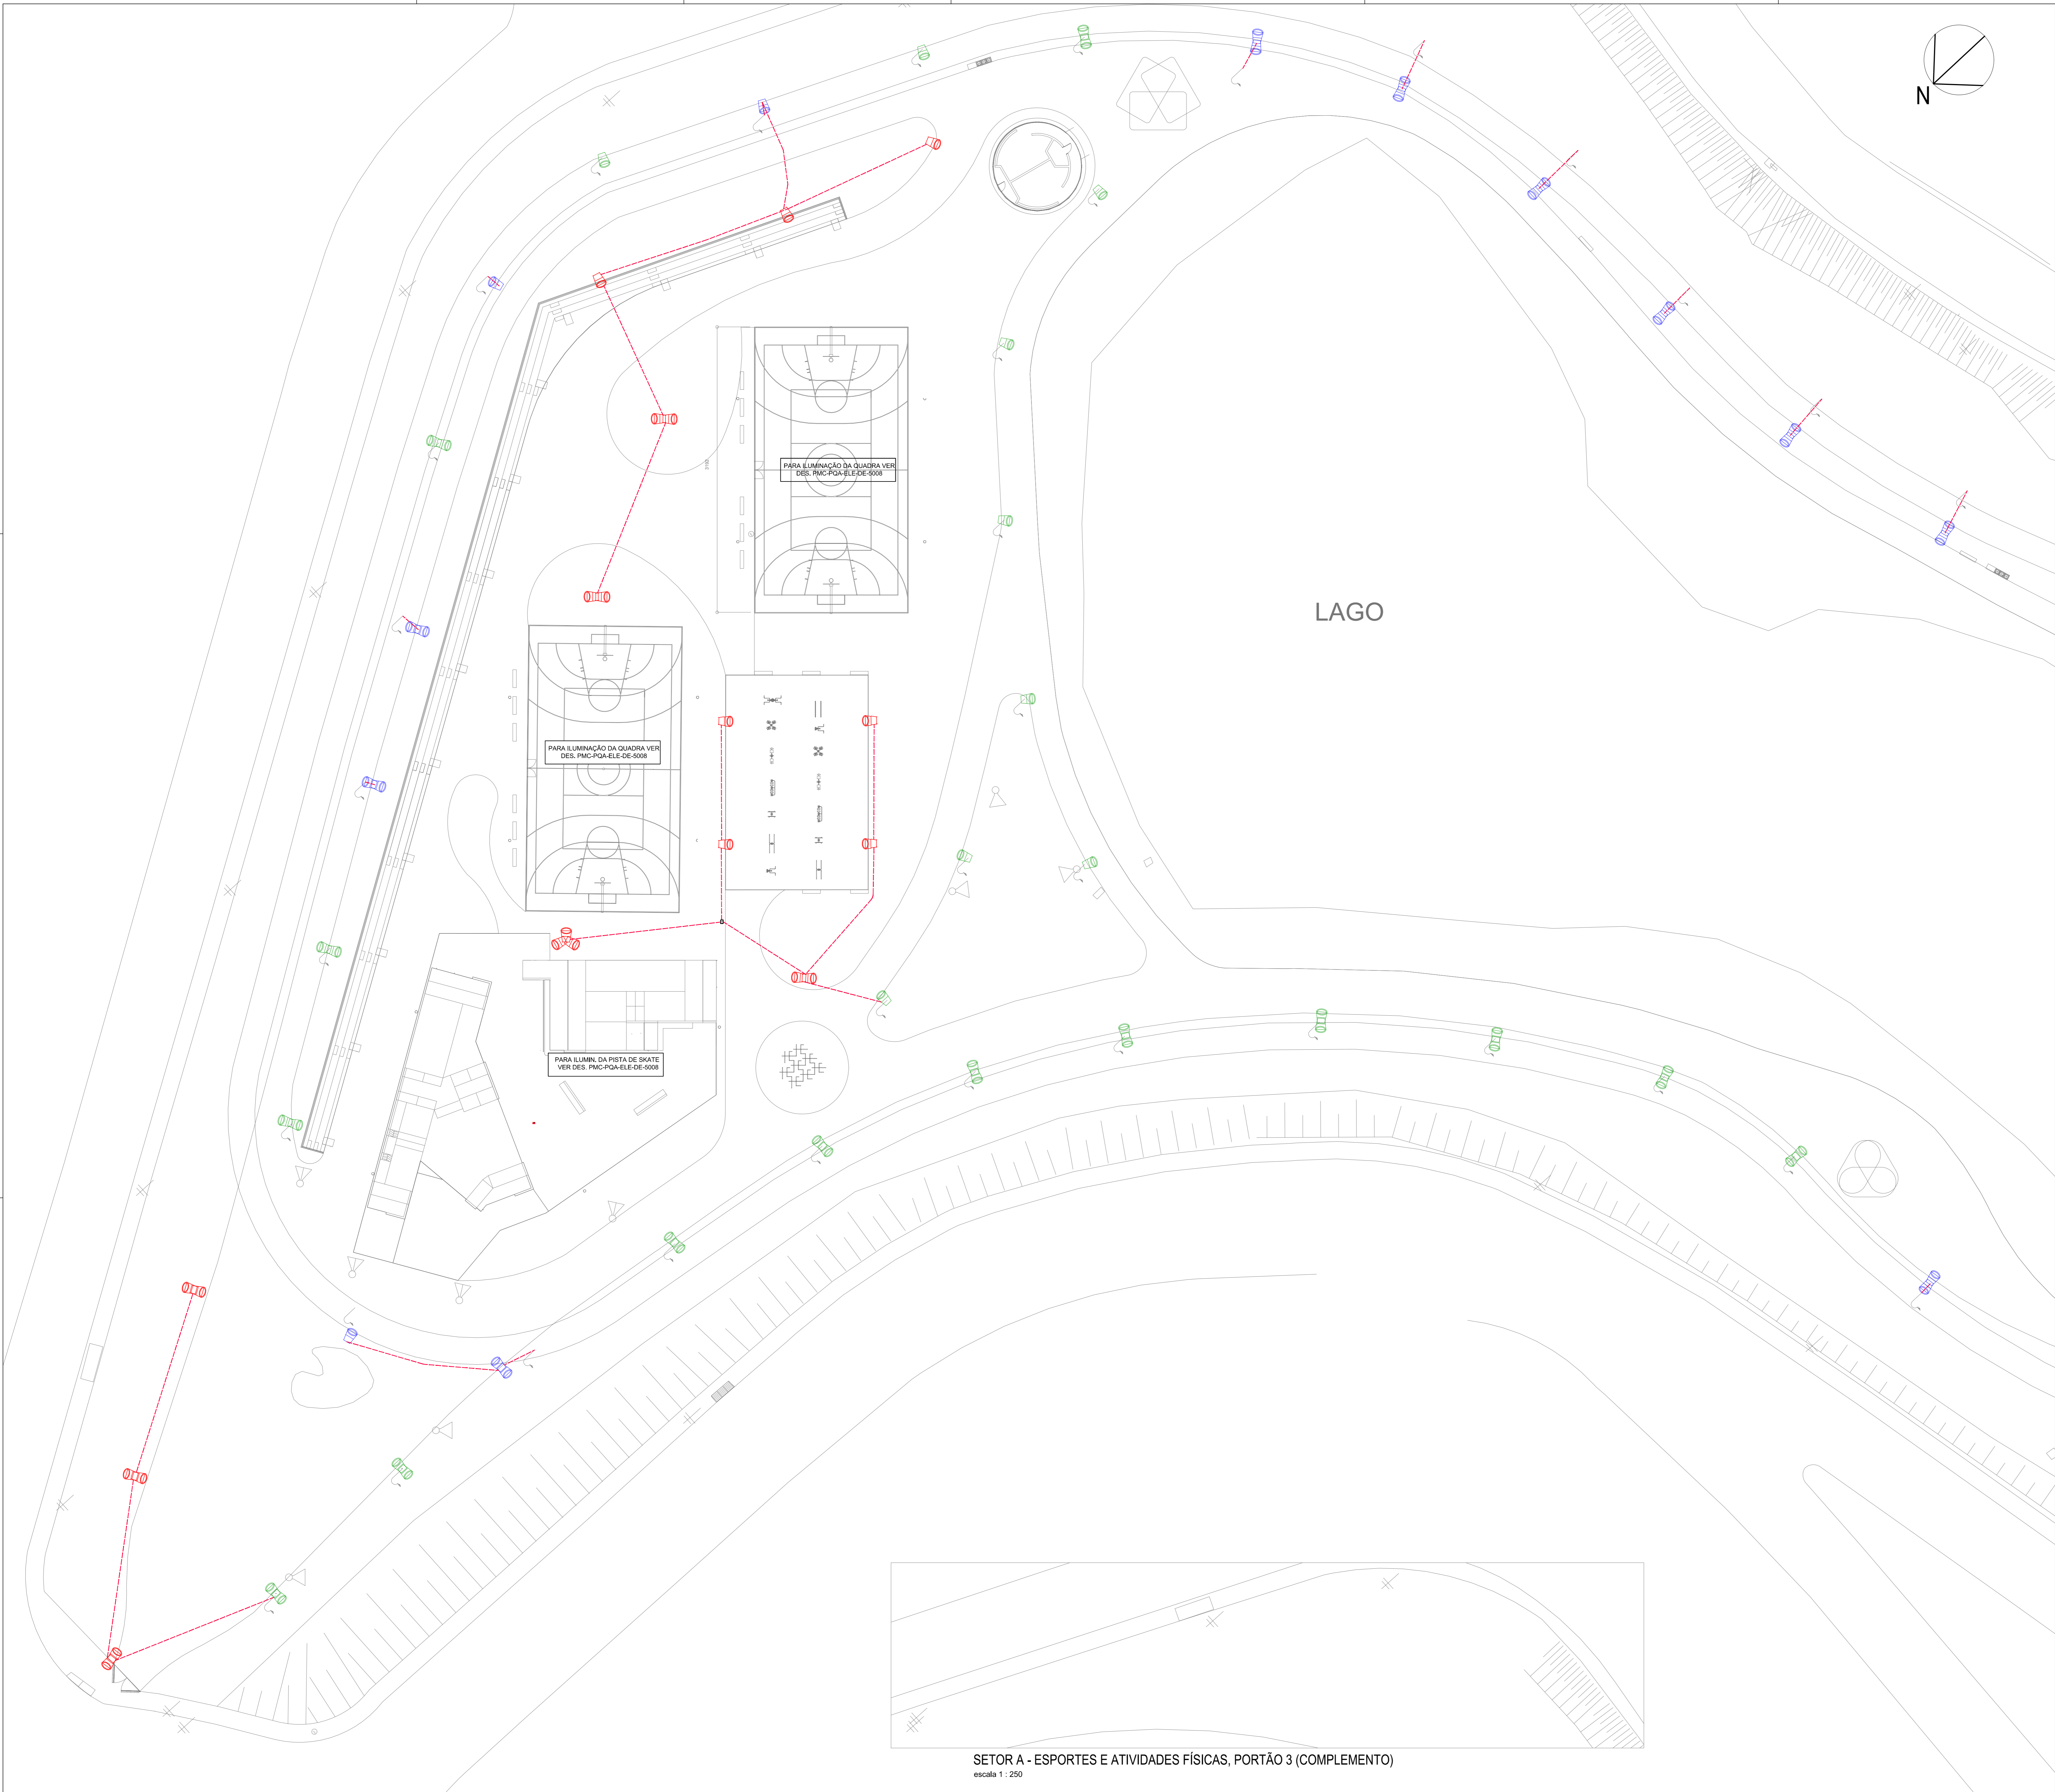 N
PARA ILUMINAÇÃO DA QUADRA VER
DES. PMC-PQA-ELE-DE-5008
LAGO
PARA ILUMINAÇÃO DA QUADRA VER
DES. PMC-PQA-ELE-DE-5008
PARA ILUMIN. DA PISTA DE SKATE
VER DES. PMC-PQA-ELE-DE-5008
SETOR A - ESPORTES E ATIVIDADES FÍSICAS, PORTÃO 3 (COMPLEMENTO)
escala 1 : 250